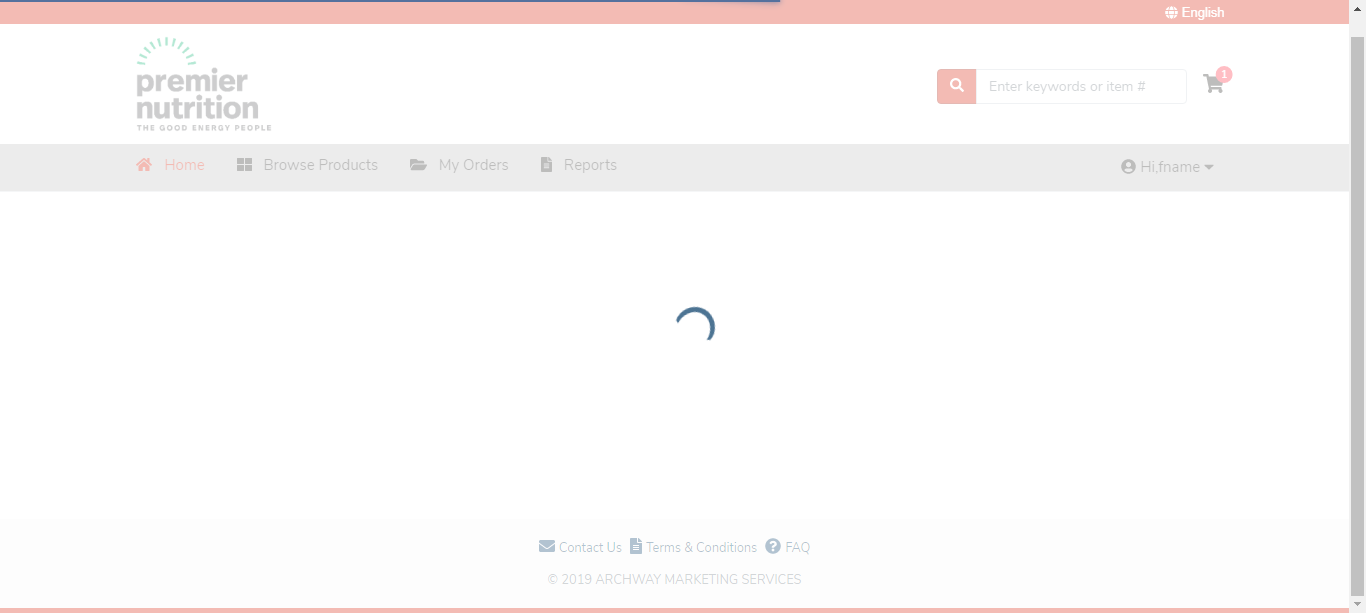 English
premier
nutrition
THE GOOD ENERGY PEOPLE
Enter keywords or item #
1
Home Browse Products My Orders Reports Hi,fname
Contact Us Terms & Conditions FAQ
© 2019 ARCHWAY MARKETING SERVICES